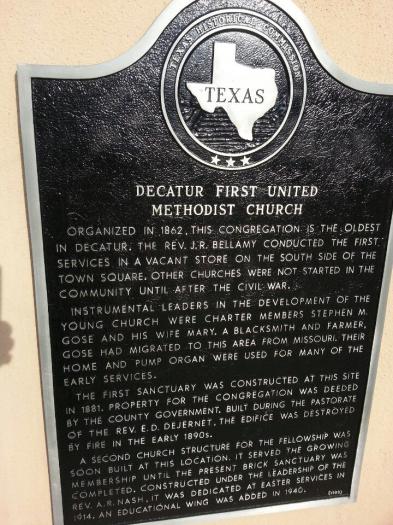 TEXAS HISTORICAL COMMISSION
TEXAS
DECATUR FIRST UNITED
METHODIST CHURCH
ORGANIZED IN 1862, THIS CONGREGATION IS THE OLDEST
IN DECATUR. THE REV. J.R. BELLAMY CONDUCTED THE FIRST
SERVICES IN A VACANT STORE ON THE SOUTH SIDE OF THE
TOWN SQUARE. OTHER CHURCHES WERE NOT STARTED IN THE
COMMUNITY UNTIL AFTER THE CIVIL WAR.
INSTRUMENTAL LEADERS IN THE DEVELOPMENT OF THE
YOUNG CHURCH WERE CHARTER MEMBERS STEPHEN M.
GOSE AND HIS WIFE MARY. A BLACKSMITH AND FARMER,
GOSE HAD MIGRATED TO THIS AREA FROM MISSOURI. THEIR
HOME AND PUMP ORGAN WERE USED FOR MANY OF THE
EARLY SERVICES.
THE FIRST SANCTUARY WAS CONSTRUCTED AT THIS SITE
IN 1881. PROPERTY FOR THE CONGREGATION WAS DEEDED
BY THE COUNTY GOVERNMENT. BUILT DURING THE PASTORATE
OF THE REV. E.D. DEJERNET, THE EDIFICE WAS DESTROYED
BY FIRE IN THE EARLY 1890s.
A SECOND CHURCH STRUCTURE FOR THE FELLOWSHIP WAS
SOON BUILT AT THIS LOCATION. IT SERVED THE GROWING
MEMBERSHIP UNTIL THE PRESENT BRICK SANCTUARY WAS
COMPLETED. CONSTRUCTED UNDER THE LEADERSHIP OF THE
REV. A.R. NASH, IT WAS DEDICATED AT EASTER SERVICES IN
1914. AN EDUCATIONAL WING WAS ADDED IN 1940.